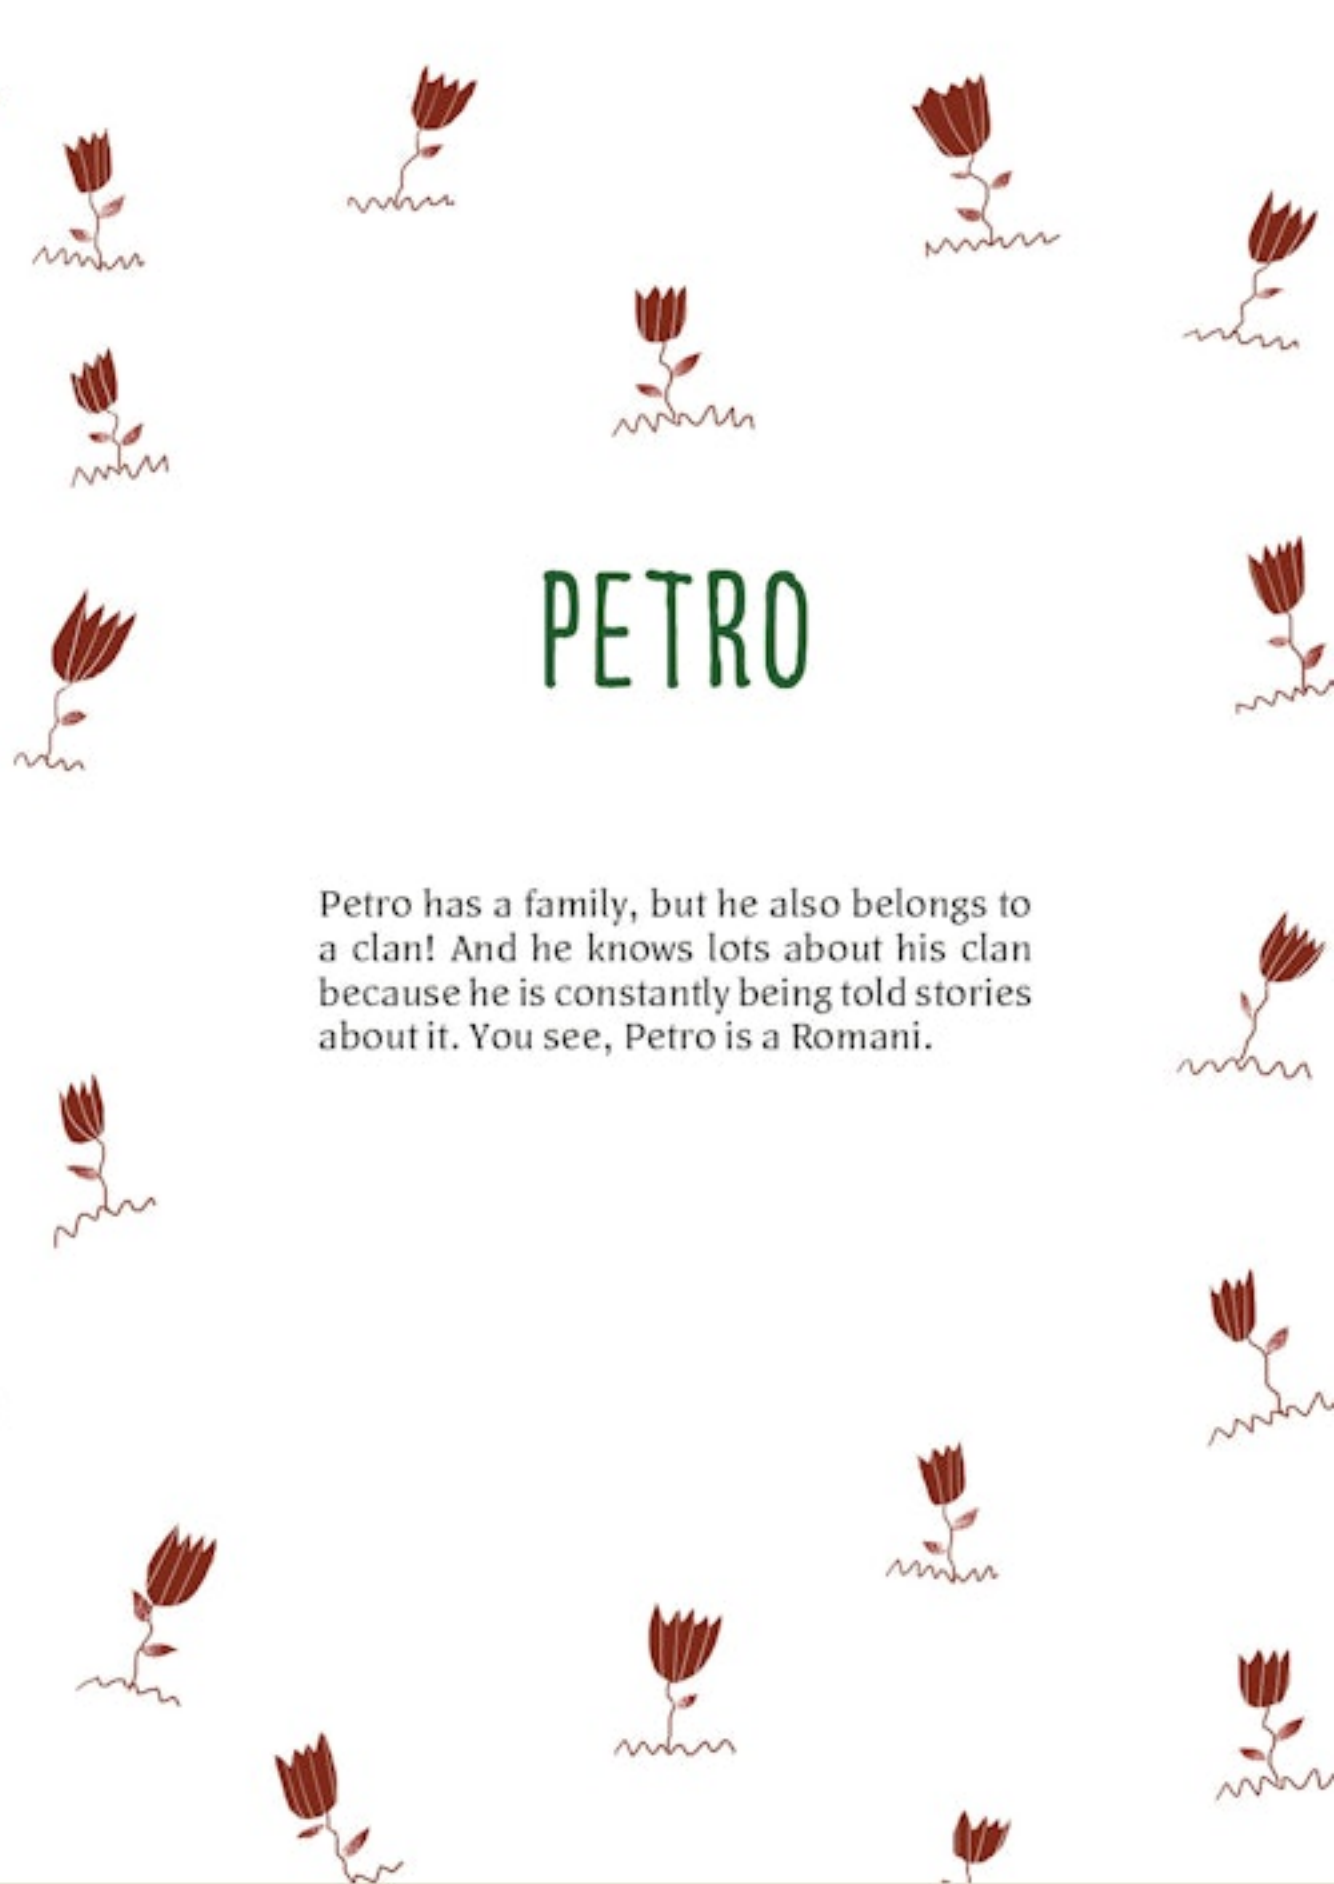 PETRO
Petro has a family, but he also belongs to
a clan! And he knows lots about his clan
because he is constantly being told stories
about it. You see, Petro is a Romani.